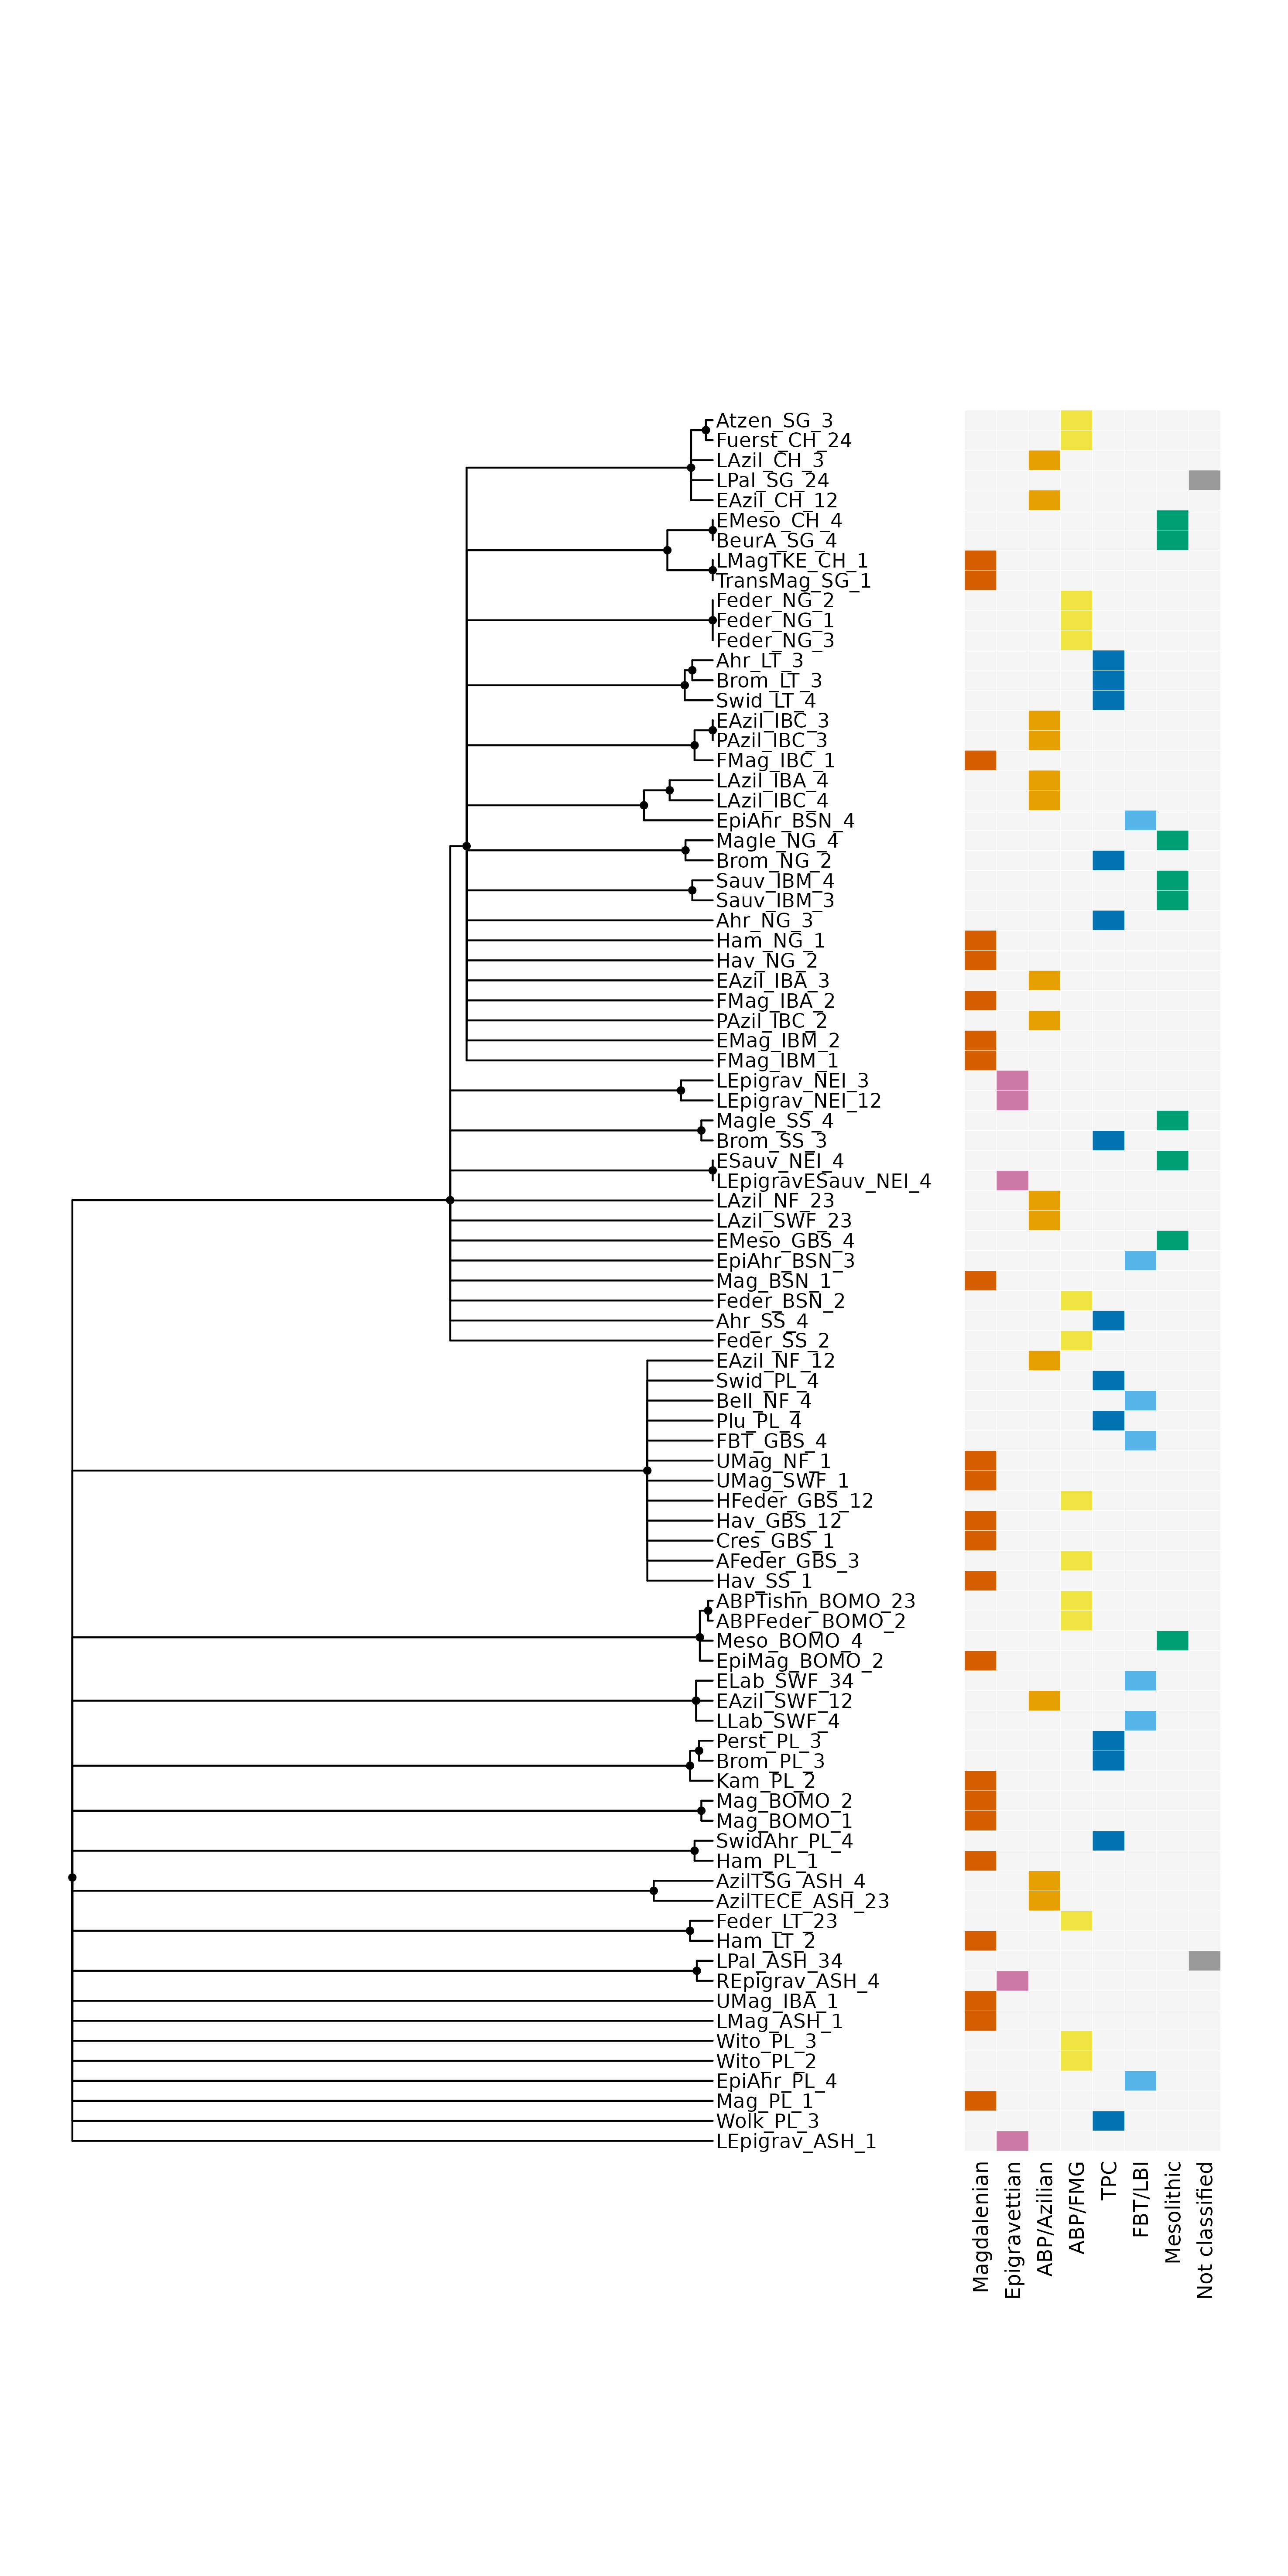 Atzen_SG_3
Fuerst_CH_24
LAzil_CH_3
LPal_SG_24
EAzil_CH_12
EMeso_CH_4
BeurA_SG_4
LMagTKE_CH_1
TransMag_SG_1
Feder_NG_2
Feder_NG_1
Feder_NG_3
Ahr_LT_3
Brom_LT_3
Swid_LT_4
EAzil_IBC_3
PAzil_IBC_3
FMag_IBC_1
LAzil_IBA_4
LAzil_IBC_4
EpiAhr_BSN_4
Magle_NG_4
Brom_NG_2
Sauv_IBM_4
Sauv_IBM_3
Ahr_NG_3
Ham_NG_1
Hav_NG_2
EAzil_IBA_3
FMag_IBA_2
PAzil_IBC_2
EMag_IBM_2
FMag_IBM_1
LEpigrav_NEI_3
LEpigrav_NEI_12
Magle_SS_4
Brom_SS_3
ESauv_NEI_4
LEpigravESauv_NEI_4
LAzil_NF_23
LAzil_SWF_23
EMeso_GBS_4
EpiAhr_BSN_3
Mag_BSN_1
Feder_BSN_2
Ahr_SS_4
Feder_SS_2
EAzil_NF_12
Swid_PL_4
Bell_NF_4
Plu_PL_4
FBT_GBS_4
UMag_NF_1
UMag_SWF_1
HFeder_GBS_12
Hav_GBS_12
Cres_GBS_1
AFeder_GBS_3
Hav_SS_1
ABPTishn_BOMO_23
ABPFeder_BOMO_2
Meso_BOMO_4
EpiMag_BOMO_2
ELab_SWF_34
EAzil_SWF_12
LLab_SWF_4
Perst_PL_3
Brom_PL_3
Kam_PL_2
Mag_BOMO_2
Mag_BOMO_1
SwidAhr_PL_4
Ham_PL_1
AzilTSG_ASH_4
AzilTECE_ASH_23
Feder_LT_23
Ham_LT_2
LPal_ASH_34
REpigrav_ASH_4
UMag_IBA_1
LMag_ASH_1
Wito_PL_3
Wito_PL_2
EpiAhr_PL_4
Mag_PL_1
Wolk_PL_3
LEpigrav_ASH_1
Magdalenian
Epigravettian
ABP/Azilian
ABP/FMG
TPC
FBT/LBI
Mesolithic
Not classified